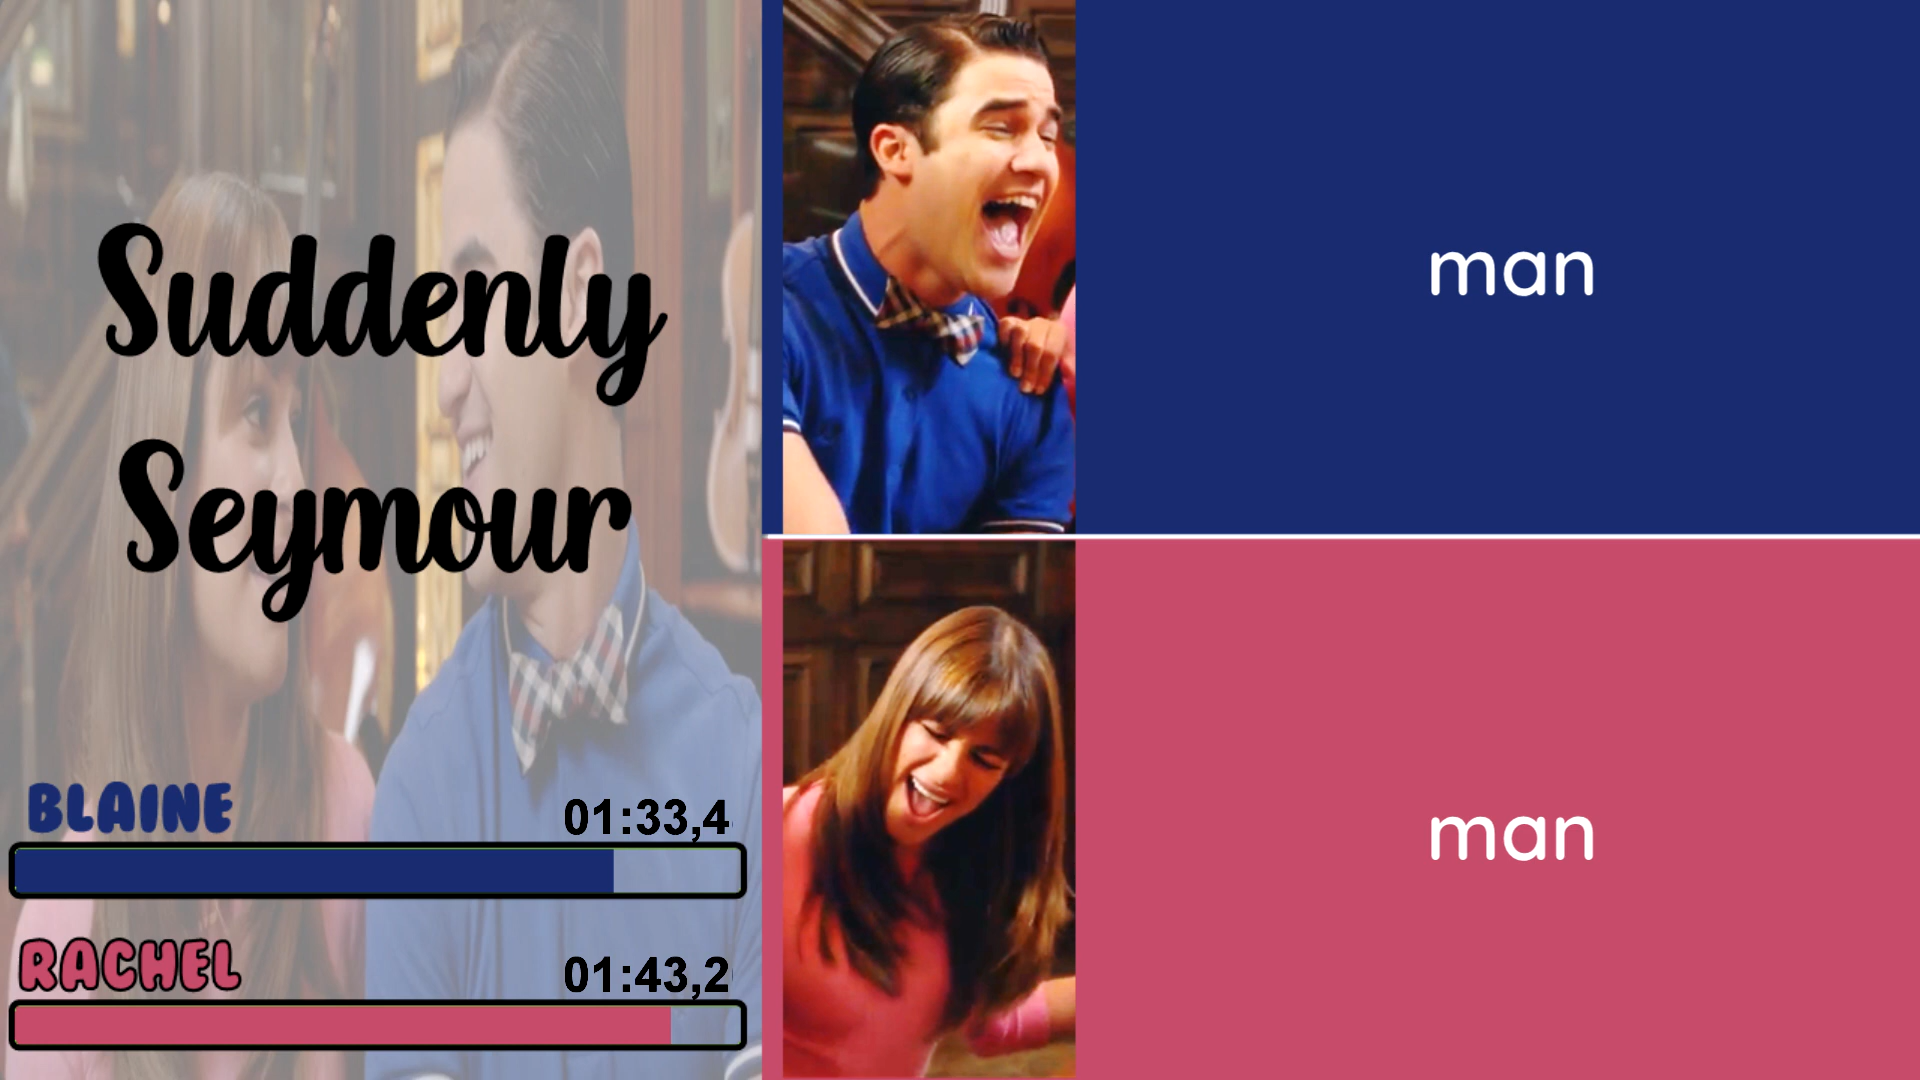 Suddenly
Seymour
BLAINE
01:33,4
RACHEL
01:43,2
man
man